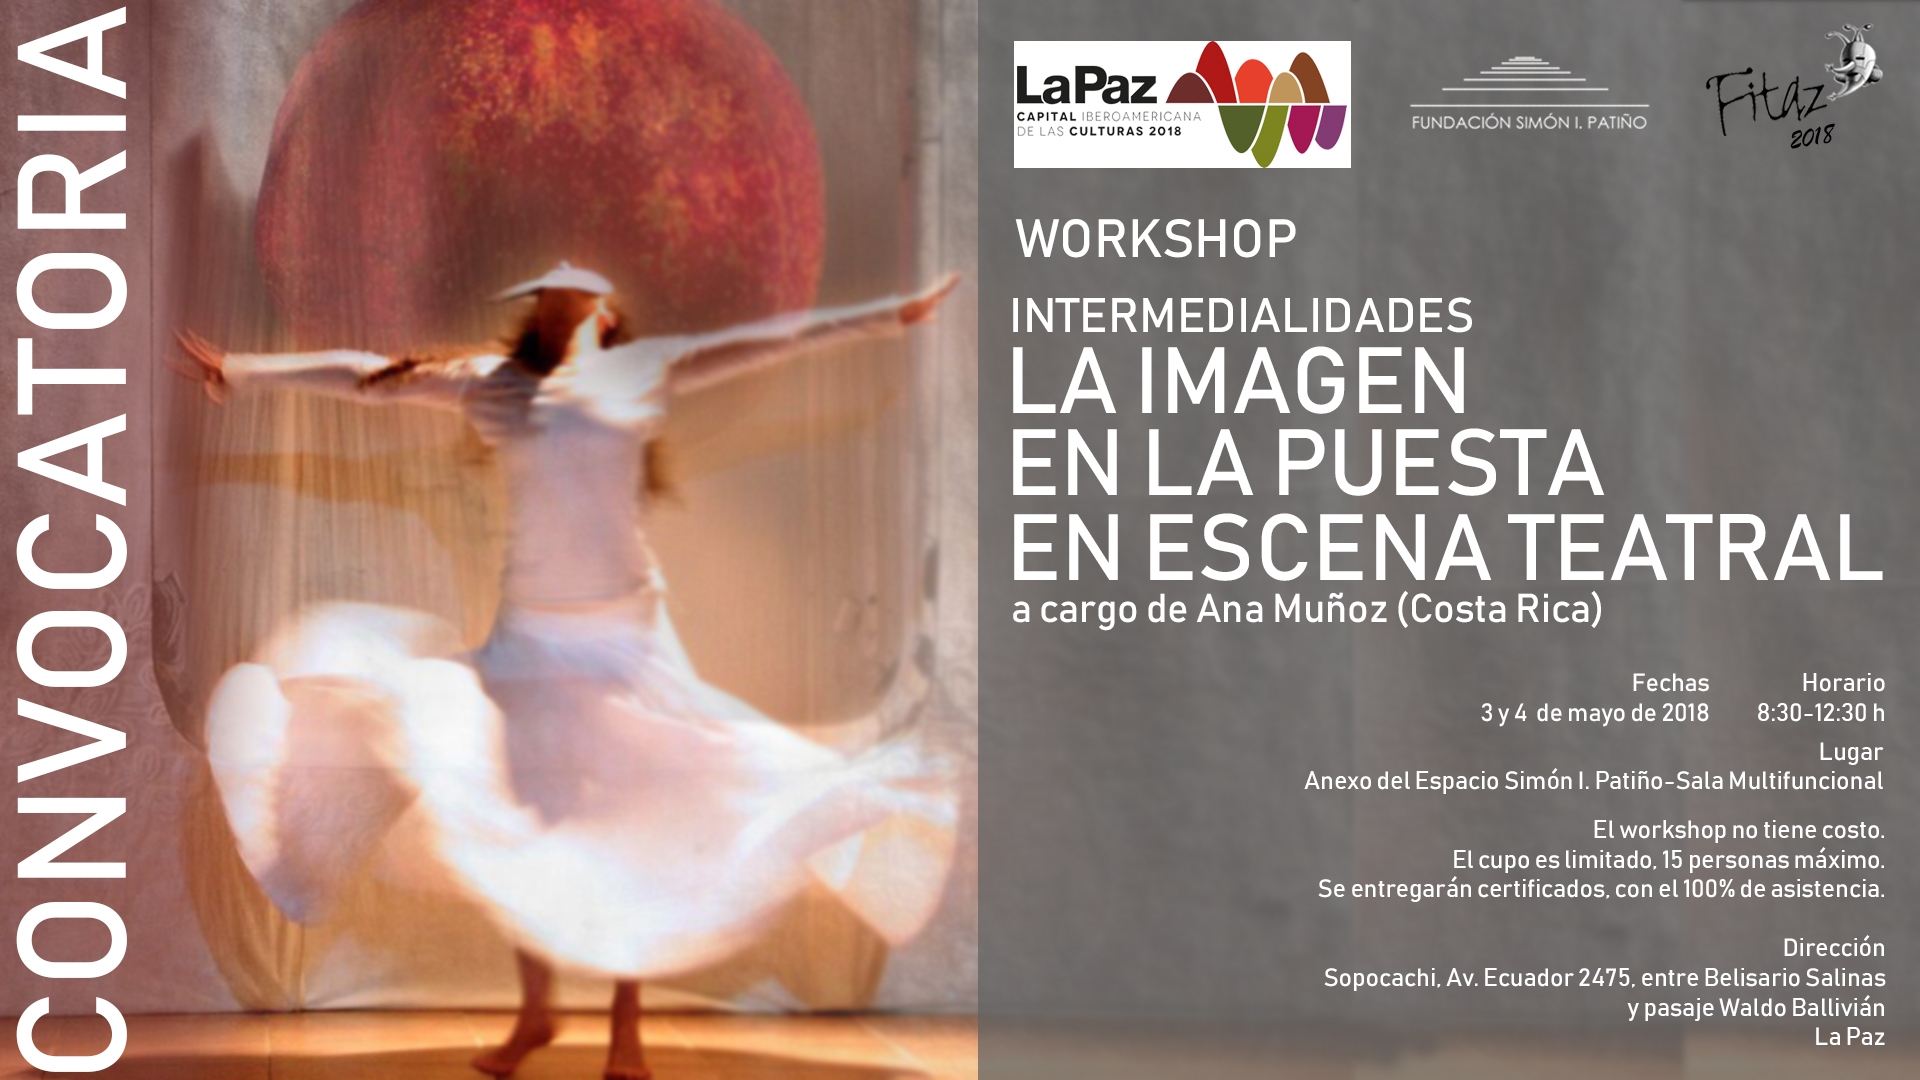 CONVOCATORIA
LaPaz
CAPITAL IBEROAMERICANA
DE LAS CULTURAS 2018
FUNDACIÓN SIMÓN I. PATIÑO
Fitaz
2018
WORKSHOP
INTERMEDIALIDADES
LA IMAGEN
EN LA PUESTA
EN ESCENA TEATRAL
a cargo de Ana Muñoz (Costa Rica)
Fechas
3 y 4 de mayo de 2018
Horario
8:30-12:30 h
Lugar
Anexo del Espacio Simón I. Patiño-Sala Multifuncional
El workshop no tiene costo.
El cupo es limitado, 15 personas máximo.
Se entregarán certificados, con el 100% de asistencia.
Dirección
Sopocachi, Av. Ecuador 2475, entre Belisario Salinas
y pasaje Waldo Ballivián
La Paz